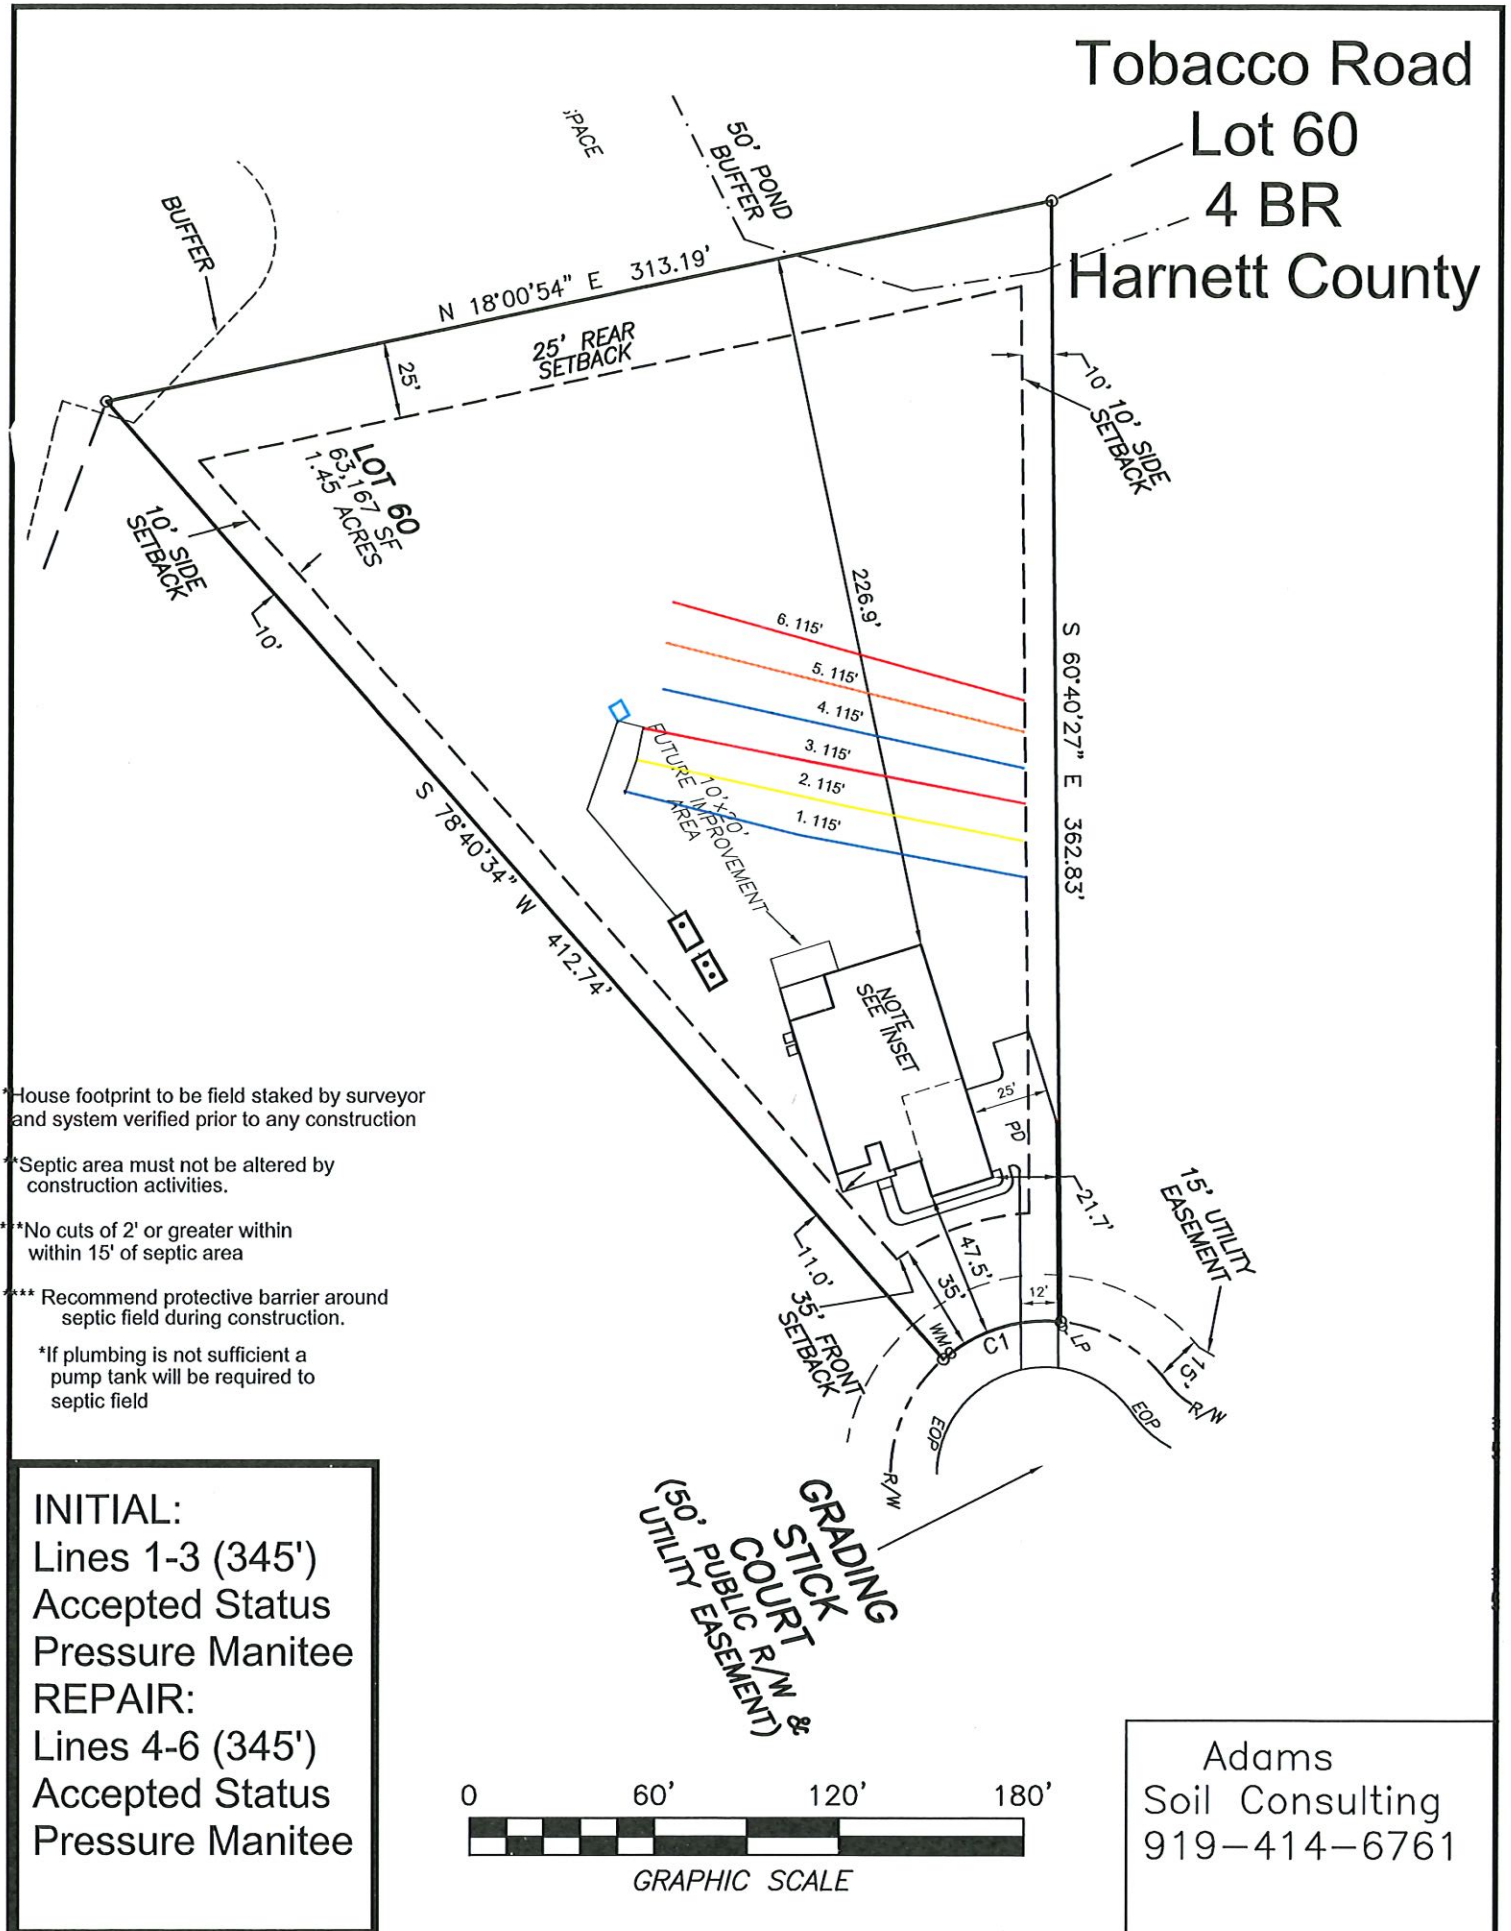 Tobacco Road
Lot 60
4 BR
Harnett County
50' POND
BUFFER
BUFFER
N 18°00'54" E 313.19'
25' REAR
SETBACK
25'
10'
10' SIDE
SETBACK
LOT 60
63,167 SF
1.45 ACRES
10' SIDE
SETBACK
10'
226.9'
6. 115'
5. 115'
4. 115'
3. 115'
2. 115'
1. 115'
S 60°40'27" E 362.83'
FUTURE IMPROVEMENT
10'x20'
AREA
S 78°40'34" W 412.74'
NOTE
SEE INSET
25'
PD
21.7'
15' UTILITY
EASEMENT
11.0'
35' FRONT
SETBACK
47.5'
35'
12'
WM
C1
LP
15'
R/W
EOP
EOP
R/W
GRADING
STICK
COURT
(50' PUBLIC R/W &
UTILITY EASEMENT)
*House footprint to be field staked by surveyor
and system verified prior to any construction
**Septic area must not be altered by
construction activities.
***No cuts of 2' or greater within
within 15' of septic area
**** Recommend protective barrier around
septic field during construction.
*If plumbing is not sufficient a
pump tank will be required to
septic field
INITIAL:
Lines 1-3 (345')
Accepted Status
Pressure Manitee
REPAIR:
Lines 4-6 (345')
Accepted Status
Pressure Manitee
0 60' 120' 180'
GRAPHIC SCALE
Adams
Soil Consulting
919-414-6761